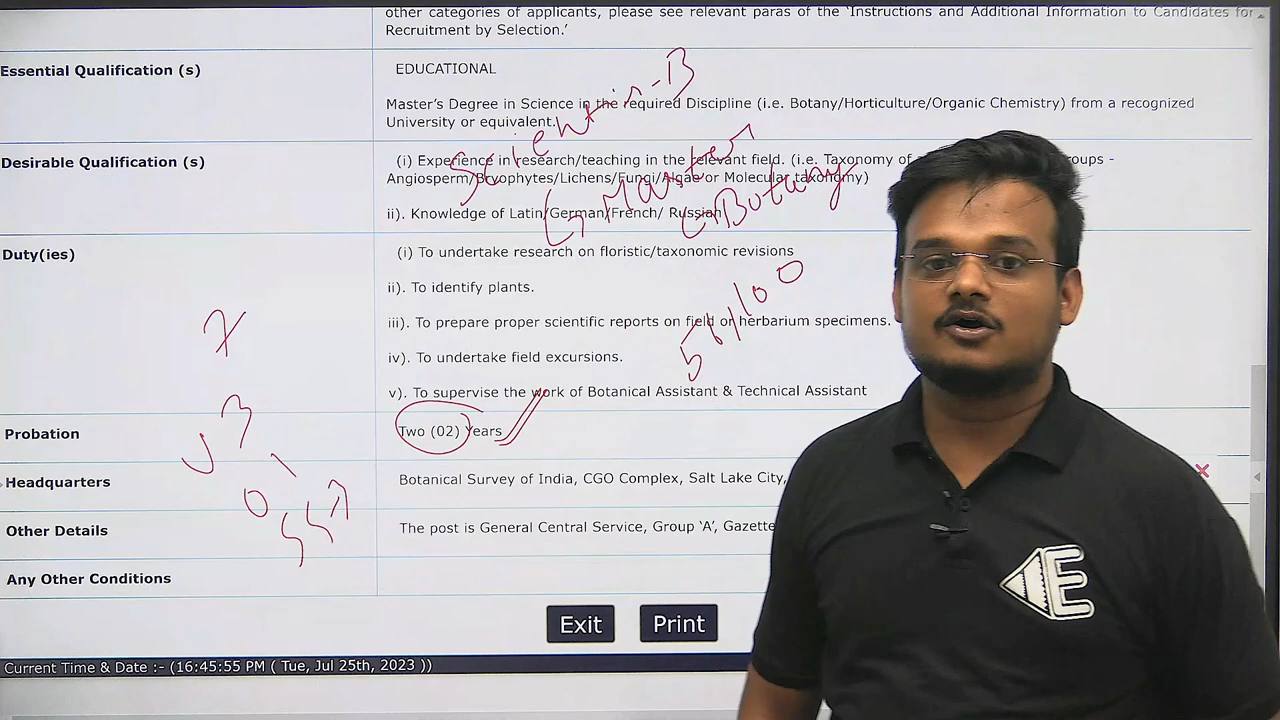 other categories of applicants, please see relevant paras of the 'Instructions and Additional Information to Candidates for
Recruitment by Selection.'
Essential Qualification (s)
EDUCATIONAL
Master's Degree in Science in the required Discipline (i.e. Botany/Horticulture/Organic Chemistry) from a recognized
University or equivalent.
Scientis-B
Desirable Qualification (s)
(i) Experience in research/teaching in the relevant field. (i.e. Taxonomy of
groups -
Angiosperm/Bryophytes/Lichens/Fungi/Algae or Molecular taxonomy)
Master
ii). Knowledge of Latin/German/French/ Russian
Botany
Duty(ies)
(i) To undertake research on floristic/taxonomic revisions
ii). To identify plants.
iii). To prepare proper scientific reports on field or herbarium specimens.
56100
7
iv). To undertake field excursions.
v). To supervise the work of Botanical Assistant & Technical Assistant
Probation
Two (02) Years
3
Headquarters
Botanical Survey of India, CGO Complex, Salt Lake City,
Other Details
The post is General Central Service, Group 'A', Gazette
Any Other Conditions
Exit
Print
E
Current Time & Date :- (16:45:55 PM ( Tue, Jul 25th, 2023 ))